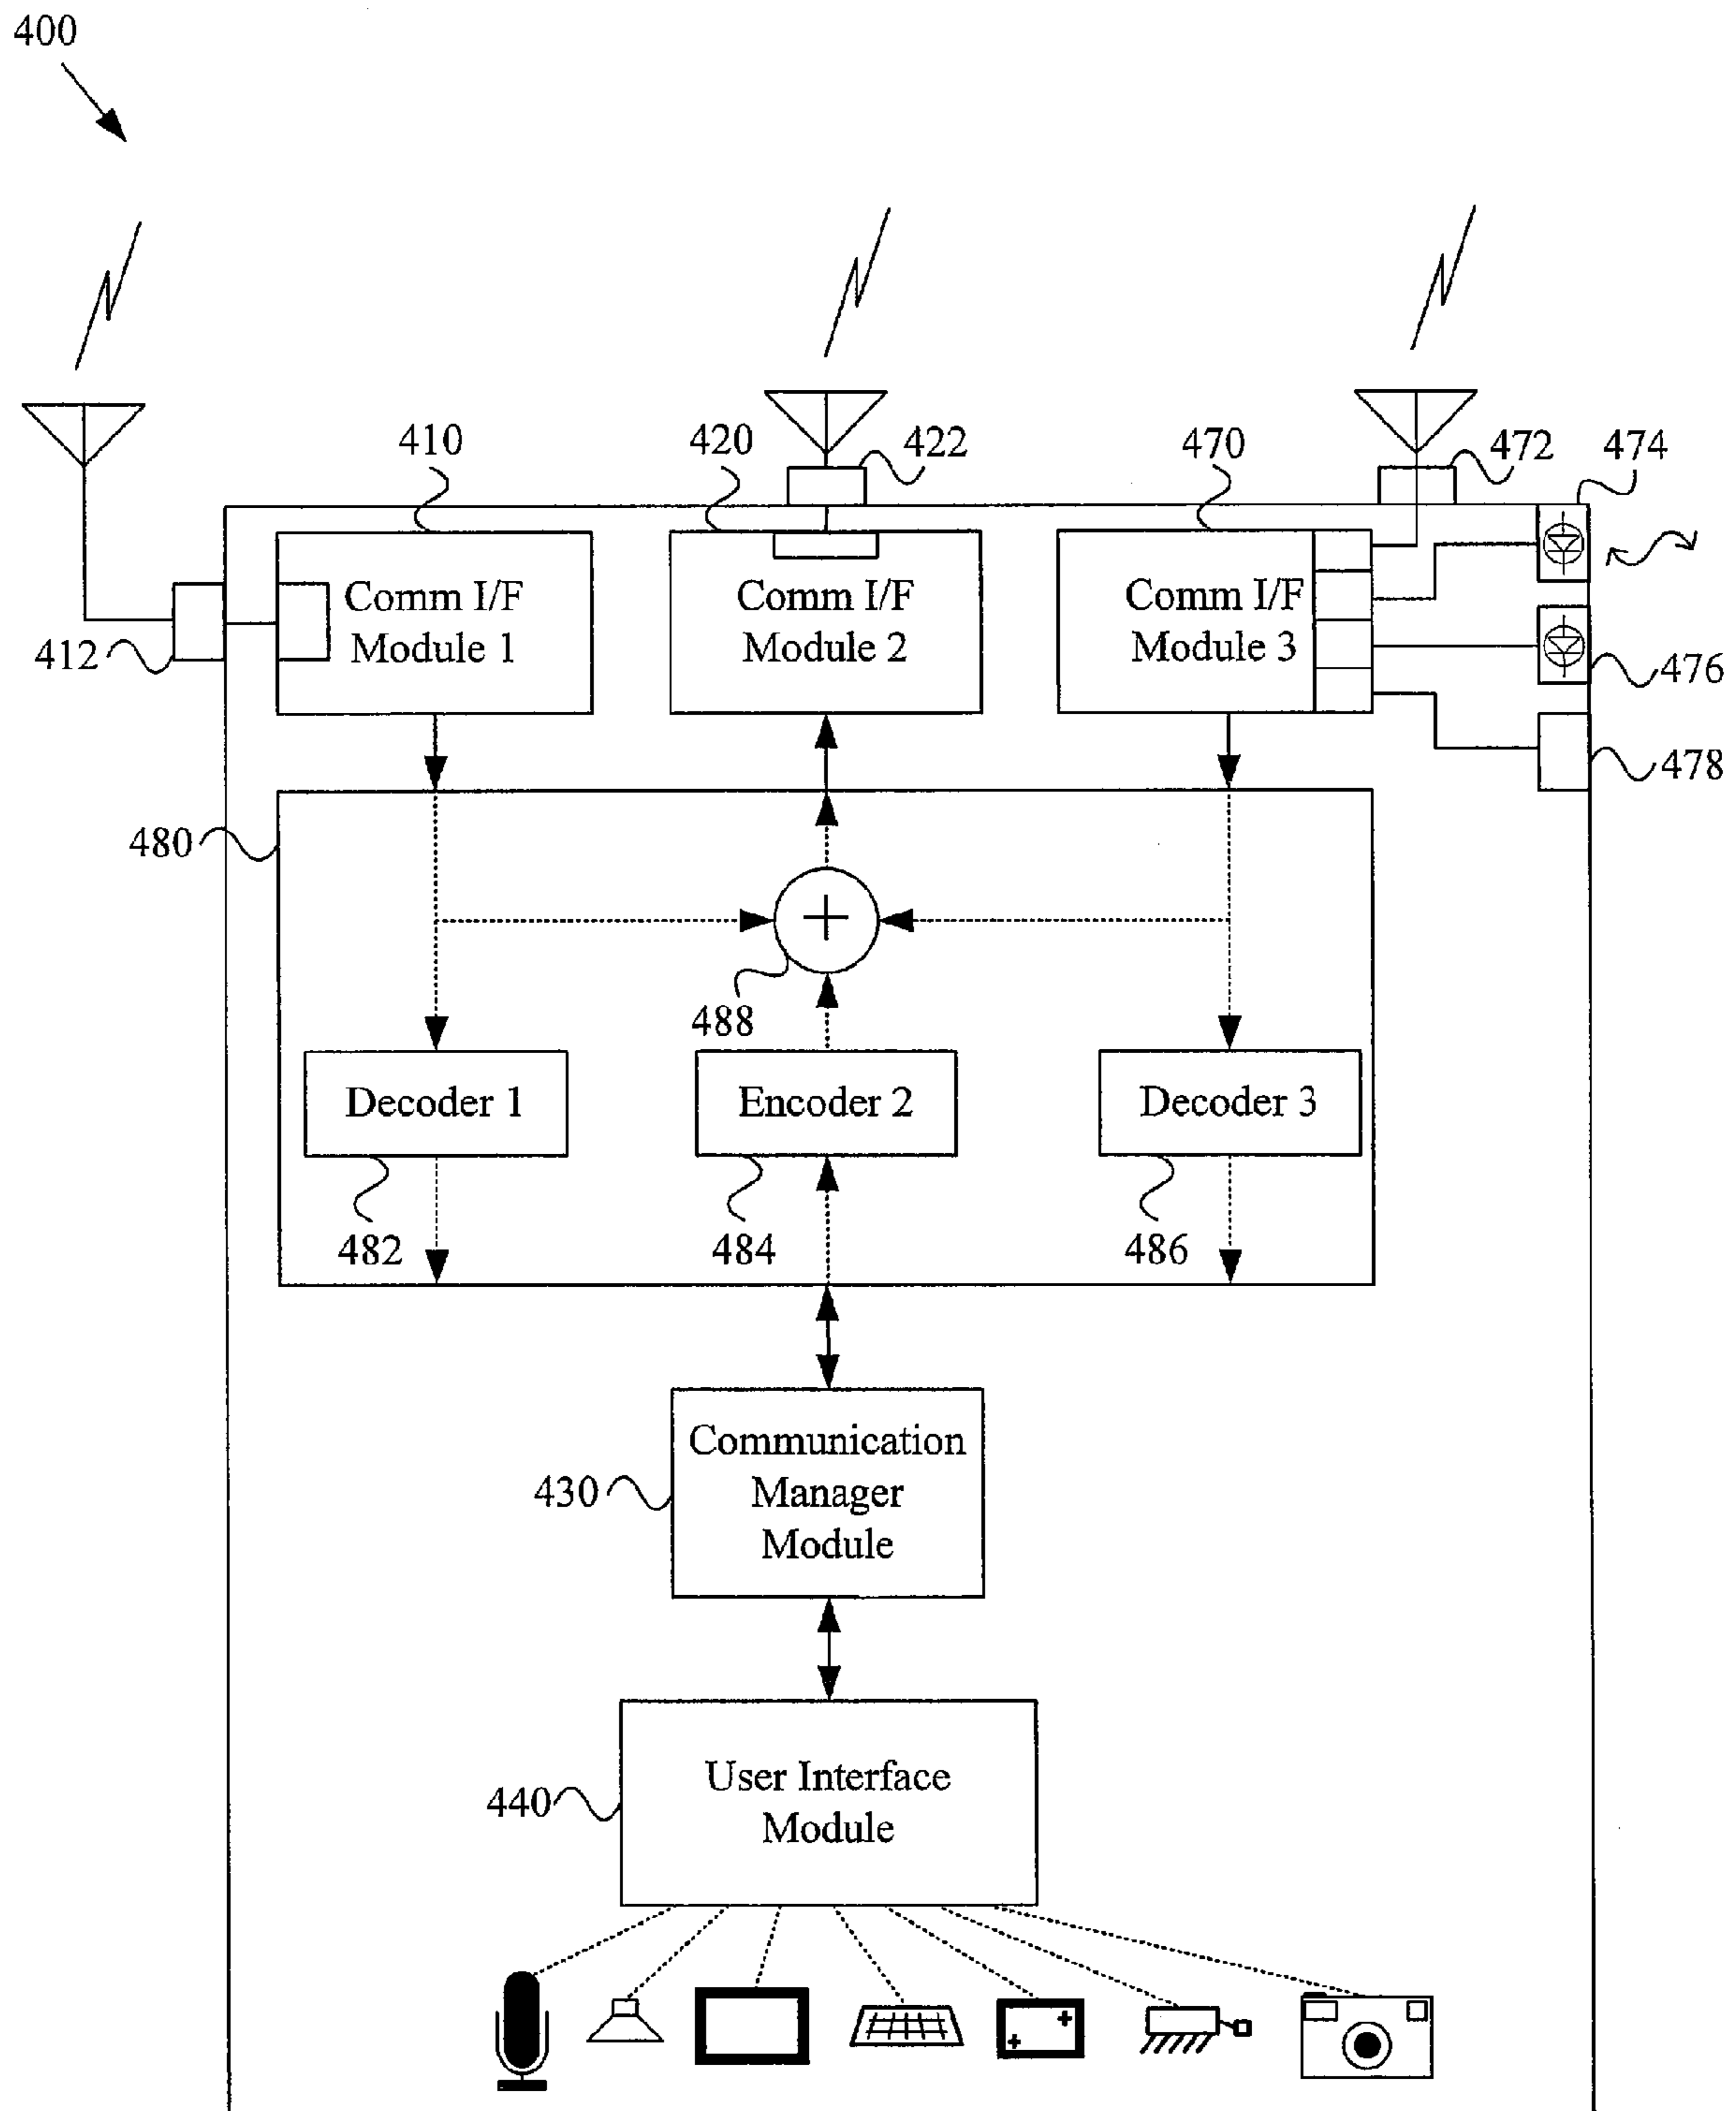 400
410
420
422
470
472
474
Comm I/F
Module 1
Comm I/F
Module 2
Comm I/F
Module 3
412
476
478
480
488
Decoder 1
Encoder 2
Decoder 3
482
484
486
Communication
Manager
Module
430
User Interface
Module
440